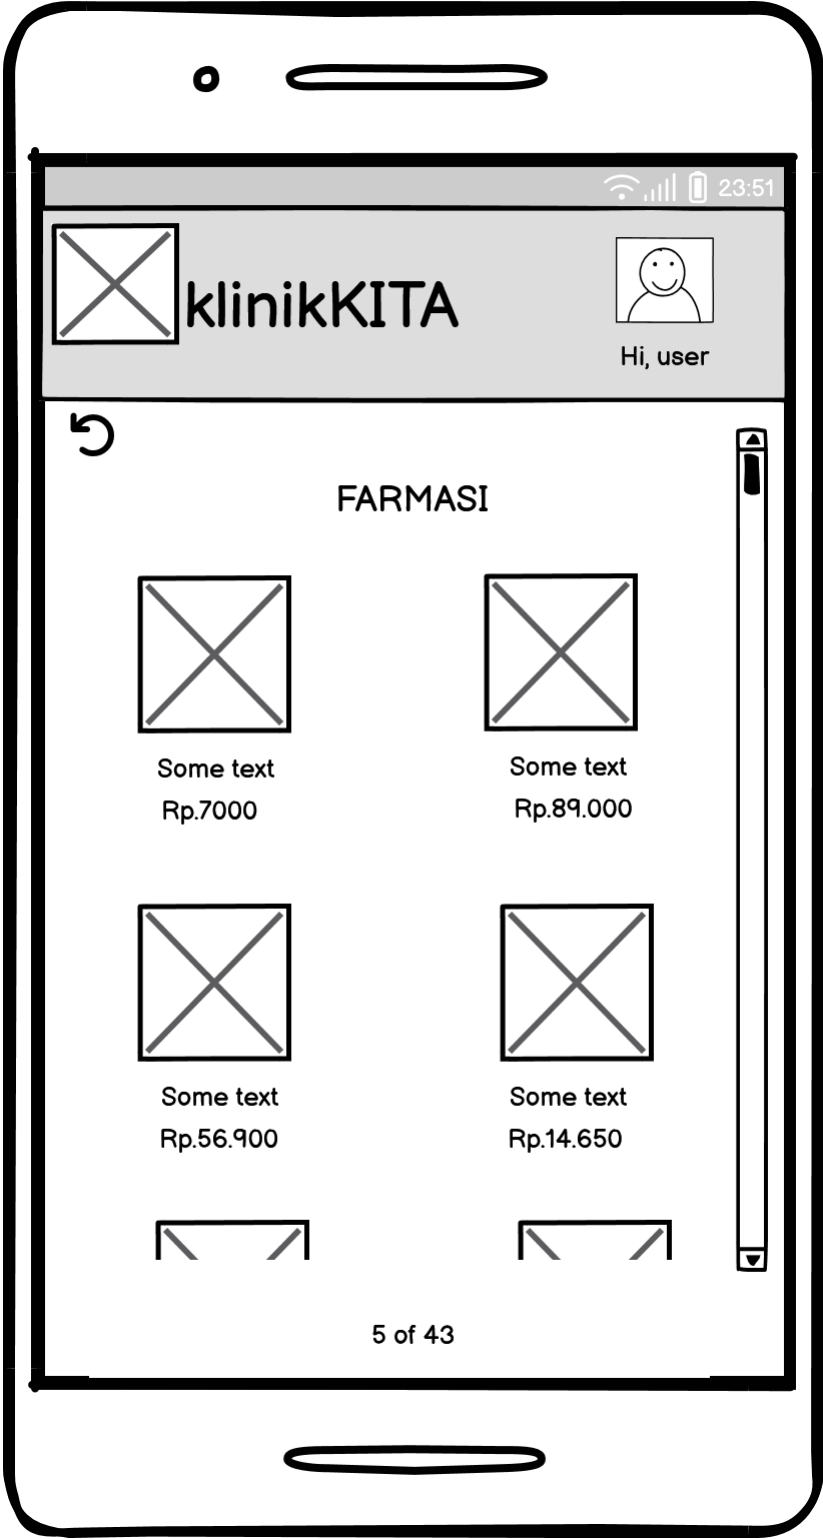 23:51
klinikKITA
Hi, user
FARMASI
Some text
Rp.7000
Some text
Rp.89.000
Some text
Rp.56.900
Some text
Rp.14.650
5 of 43